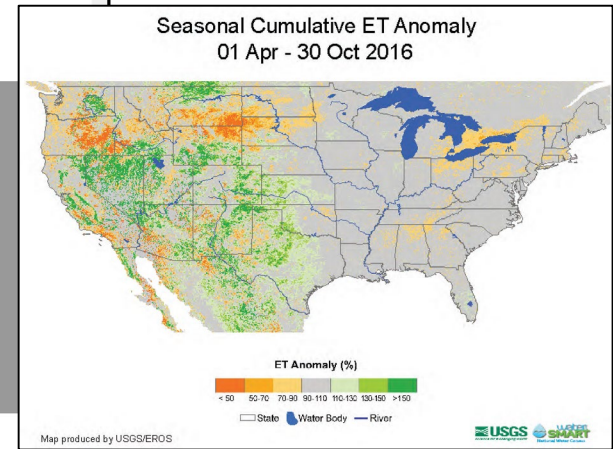 Seasonal Cumulative ET Anomaly
01 Apr - 30 Oct 2016
ET Anomaly (%)
< 50 50-70 70-90 90-110 110-130 130-150 >150
State Water Body River
Map produced by USGS/EROS
USGS
water
SMART